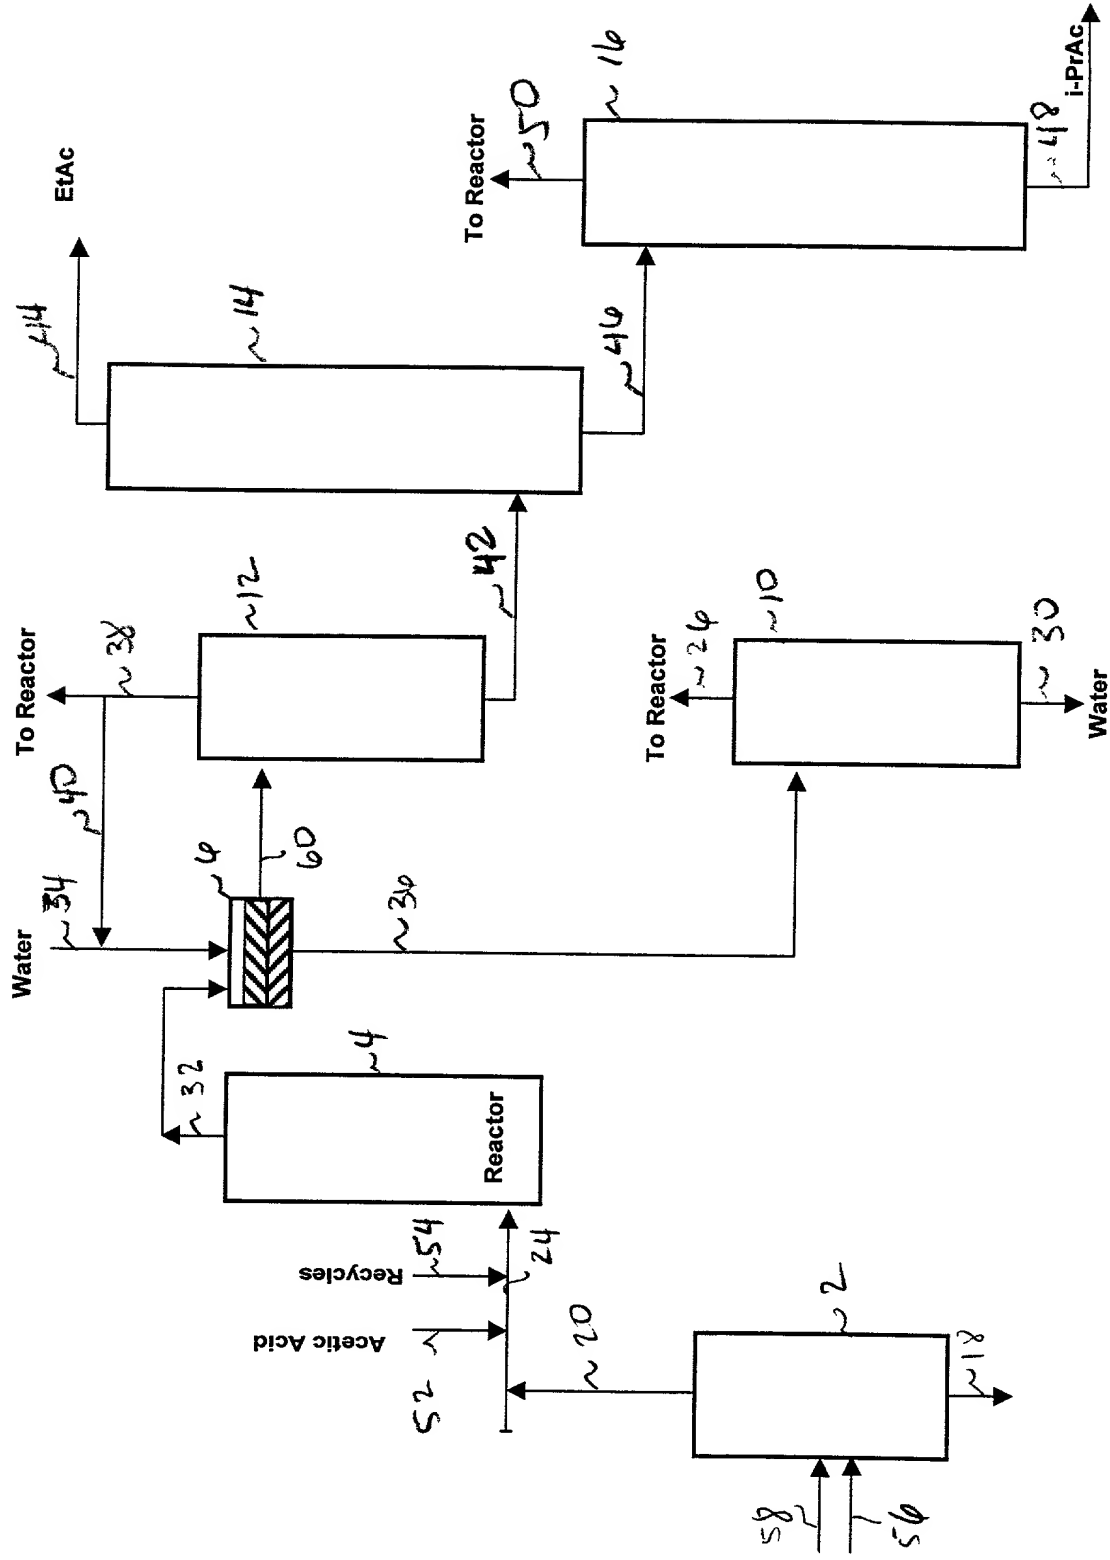 EtAc
44
14
To Reactor
50
16
46
48
i-PrAc
To Reactor
38
12
42
40
Water
34
6
60
36
To Reactor
26
10
30
Water
32
4
Reactor
Recycles
54
24
Acetic Acid
52
20
2
18
58
56